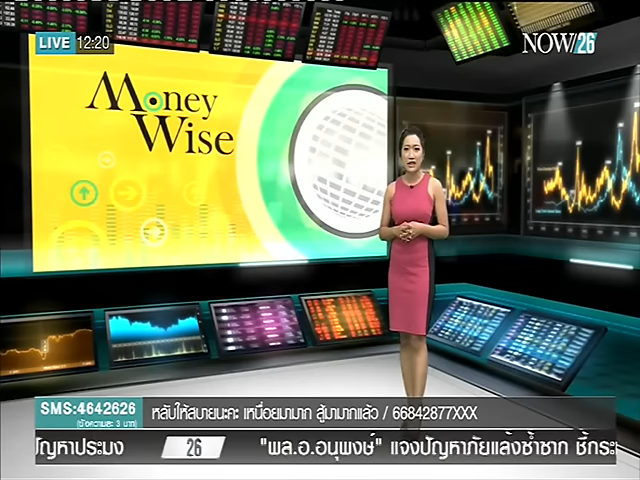 LIVE 12:20
NOW 26
Money
Wise
SMS:4642626
(ข้อความละ 3 บาท)
หลับให้สบายนะคะ เหนื่อยมามาก สู้มามากแล้ว / 66842877XXX
ปัญหาประมง 26 "พล.อ.อนุพงษ์" แจงปัญหาภัยแล้งซ้ำซาก ชี้กระ